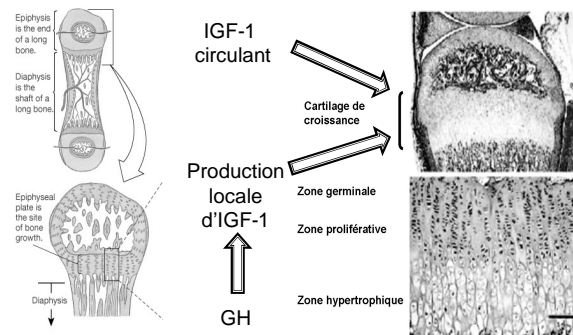 Epiphysis
is the end
of a long
bone.
Diaphysis
is the
shaft of a
long bone.
Epiphyseal
plate is
the site
of bone
growth.
Diaphysis
IGF-1
circulant
Cartilage de
croissance
Production
locale
d'IGF-1
GH
Zone germinale
Zone proliférative
Zone hypertrophique